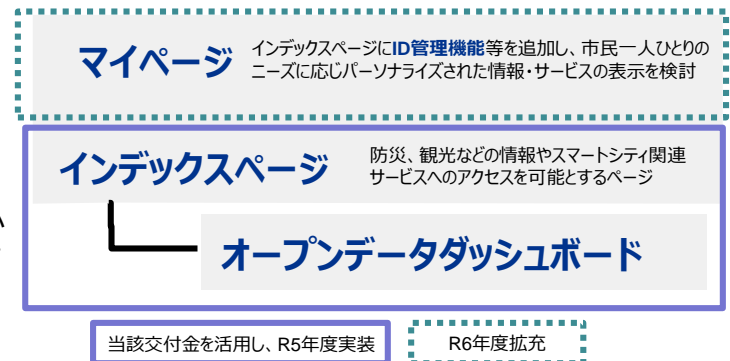 マイページ
インデックスページにID管理機能等を追加し、市民一人ひとりの
ニーズに応じパーソナライズされた情報・サービスの表示を検討
インデックスページ
防災、観光などの情報やスマートシティ関連
サービスへのアクセスを可能とするページ
オープンデータダッシュボード
当該交付金を活用し、R5年度実装
R6年度拡充